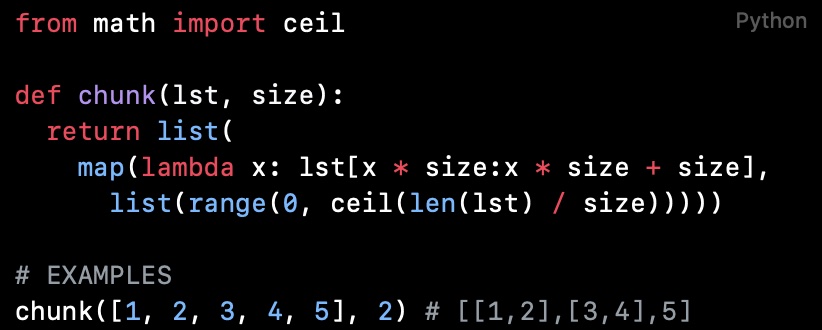 Python
from math import ceil
def chunk(lst, size):
  return list(
    map(lambda x: lst[x * size:x * size + size],
      list(range(0, ceil(len(lst) / size)))))
# EXAMPLES
chunk([1, 2, 3, 4, 5], 2) # [[1,2],[3,4],5]